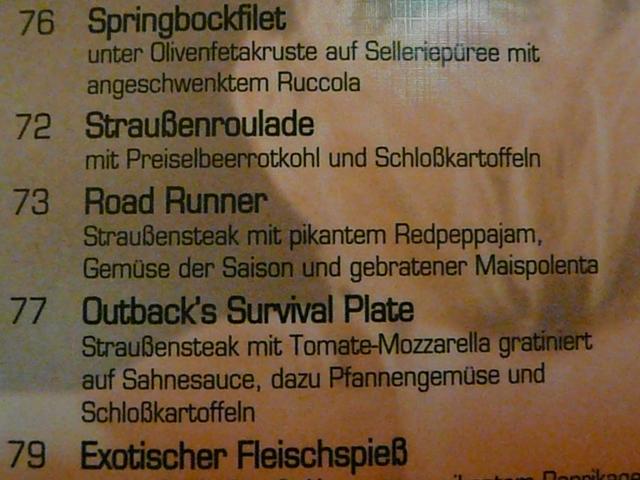 76 Springbockfilet
unter Olivenfetakruste auf Selleriepüree mit
angeschwenktem Ruccola
72 Straußenroulade
mit Preiselbeerrotkohl und Schloßkartoffeln
73 Road Runner
Straußensteak mit pikantem Redpeppajam,
Gemüse der Saison und gebratener Maispolenta
77 Outback's Survival Plate
Straußensteak mit Tomate-Mozzarella gratiniert
auf Sahnesauce, dazu Pfannengemüse und
Schloßkartoffeln
79 Exotischer Fleischspieß